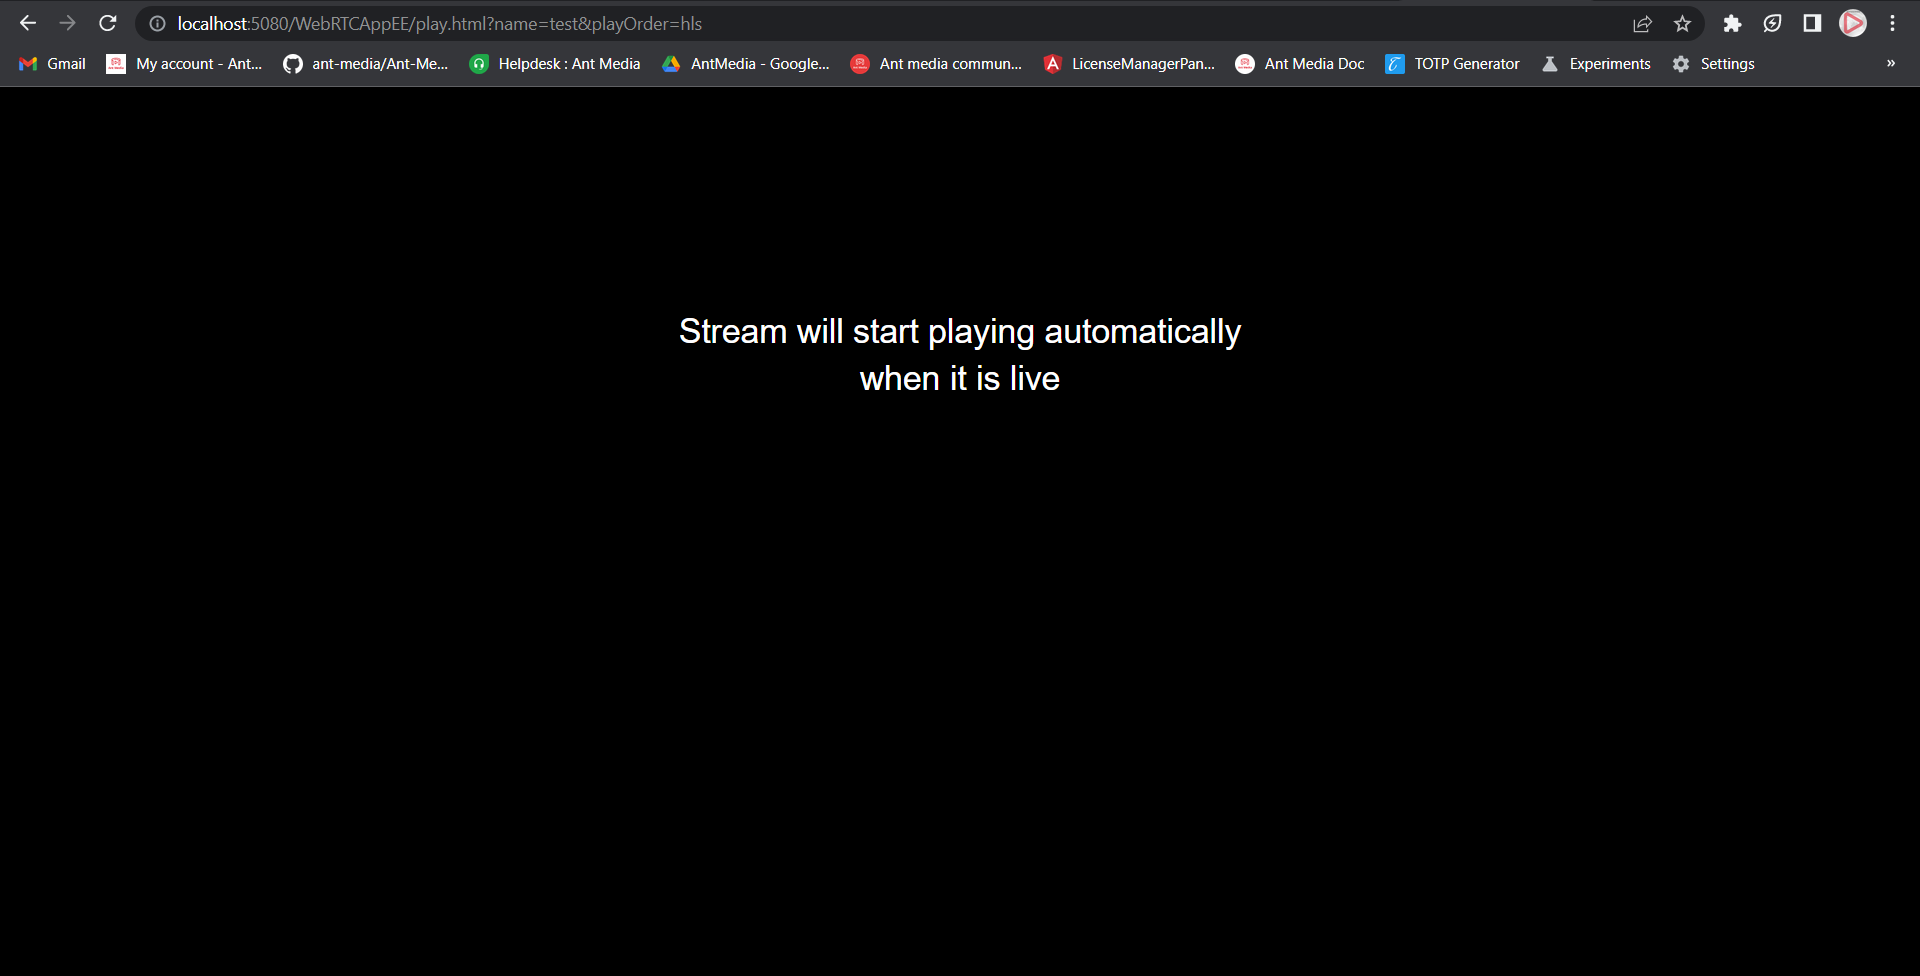 localhost:5080/WebRTCAppEE/play.html?name=test&playOrder=hls
Gmail My account - Ant... ant-media/Ant-Me... Helpdesk : Ant Media AntMedia - Google... Ant media commun... LicenseManagerPan... Ant Media Doc TOTP Generator Experiments Settings »
Stream will start playing automatically
when it is live